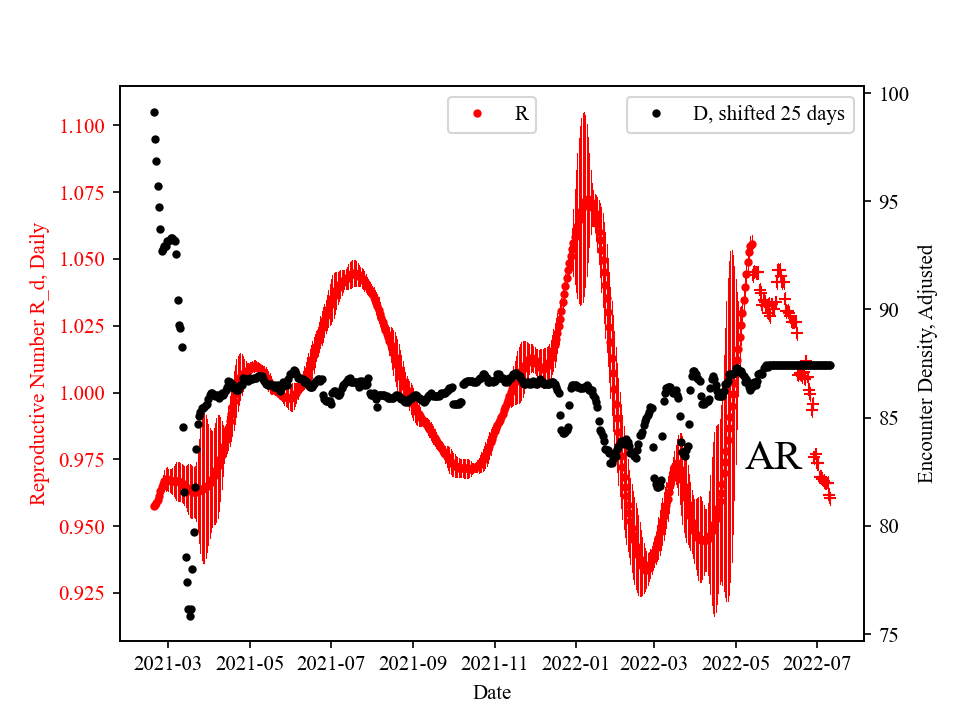 R
D, shifted 25 days
Reproductive Number R_d, Daily
1.100
1.075
1.050
1.025
1.000
0.975
0.950
0.925
100
95
90
85
80
75
Encounter Density, Adjusted
AR
2021-03 2021-05 2021-07 2021-09 2021-11 2022-01 2022-03 2022-05 2022-07
Date